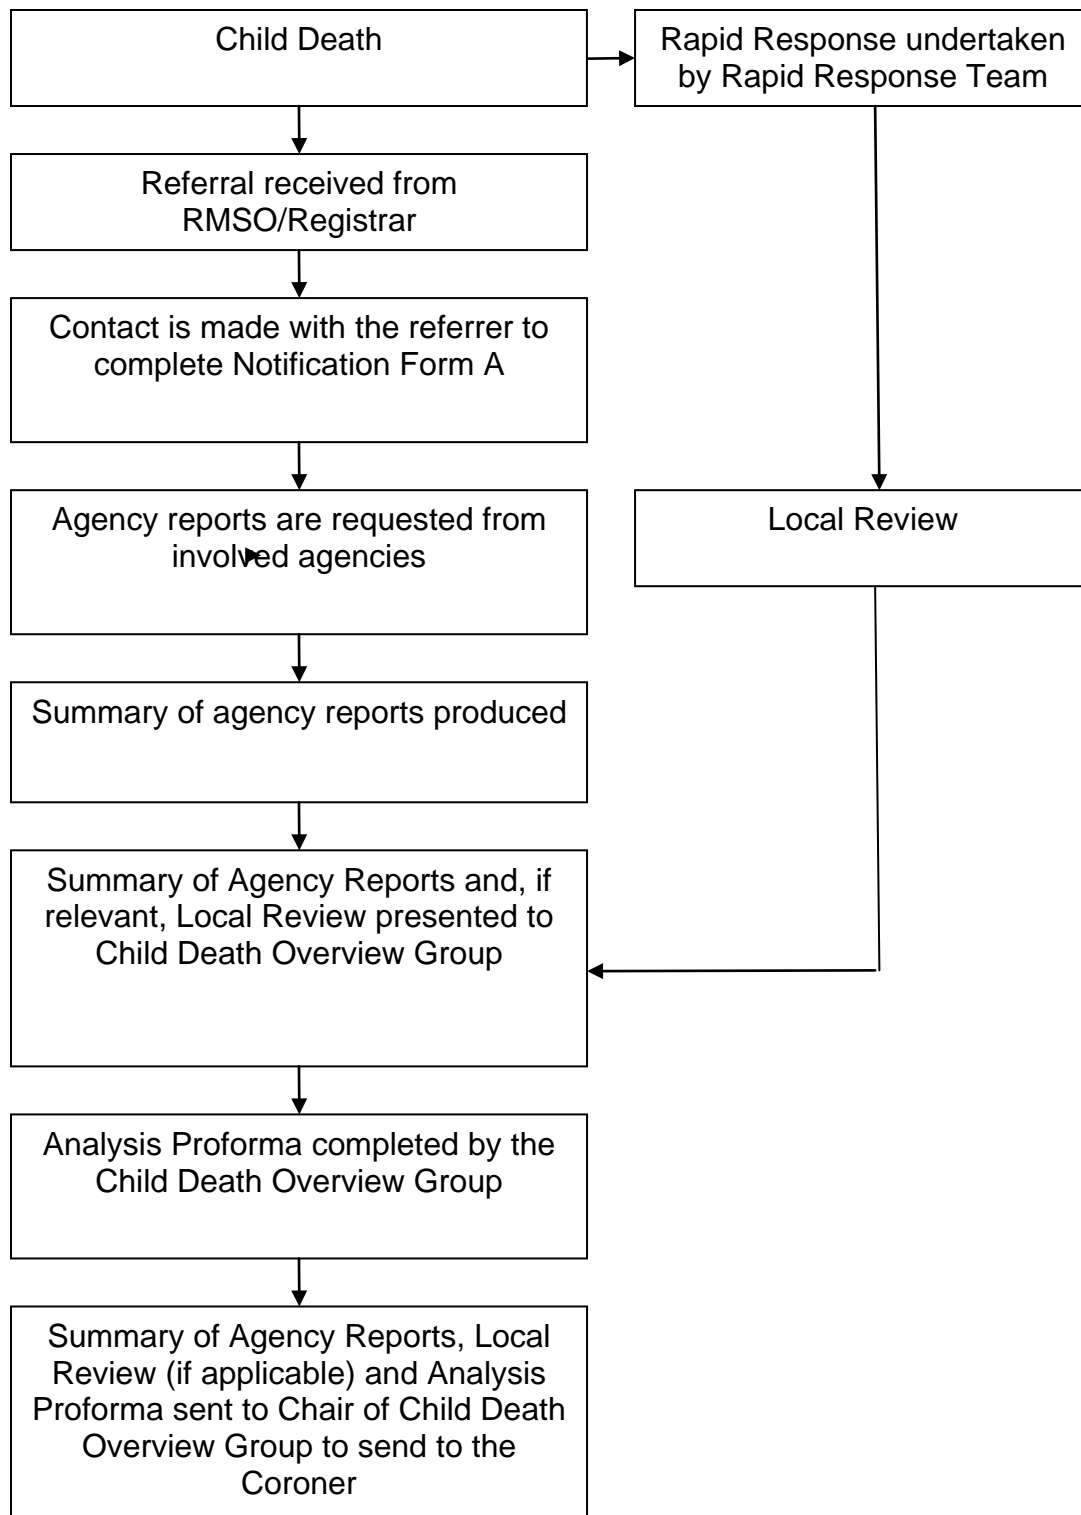 Child Death
Rapid Response undertaken
by Rapid Response Team
Referral received from
RMSO/Registrar
Contact is made with the referrer to
complete Notification Form A
Agency reports are requested from
involved agencies
Local Review
Summary of agency reports produced
Summary of Agency Reports and, if
relevant, Local Review presented to
Child Death Overview Group
Analysis Proforma completed by the
Child Death Overview Group
Summary of Agency Reports, Local
Review (if applicable) and Analysis
Proforma sent to Chair of Child Death
Overview Group to send to the
Coroner